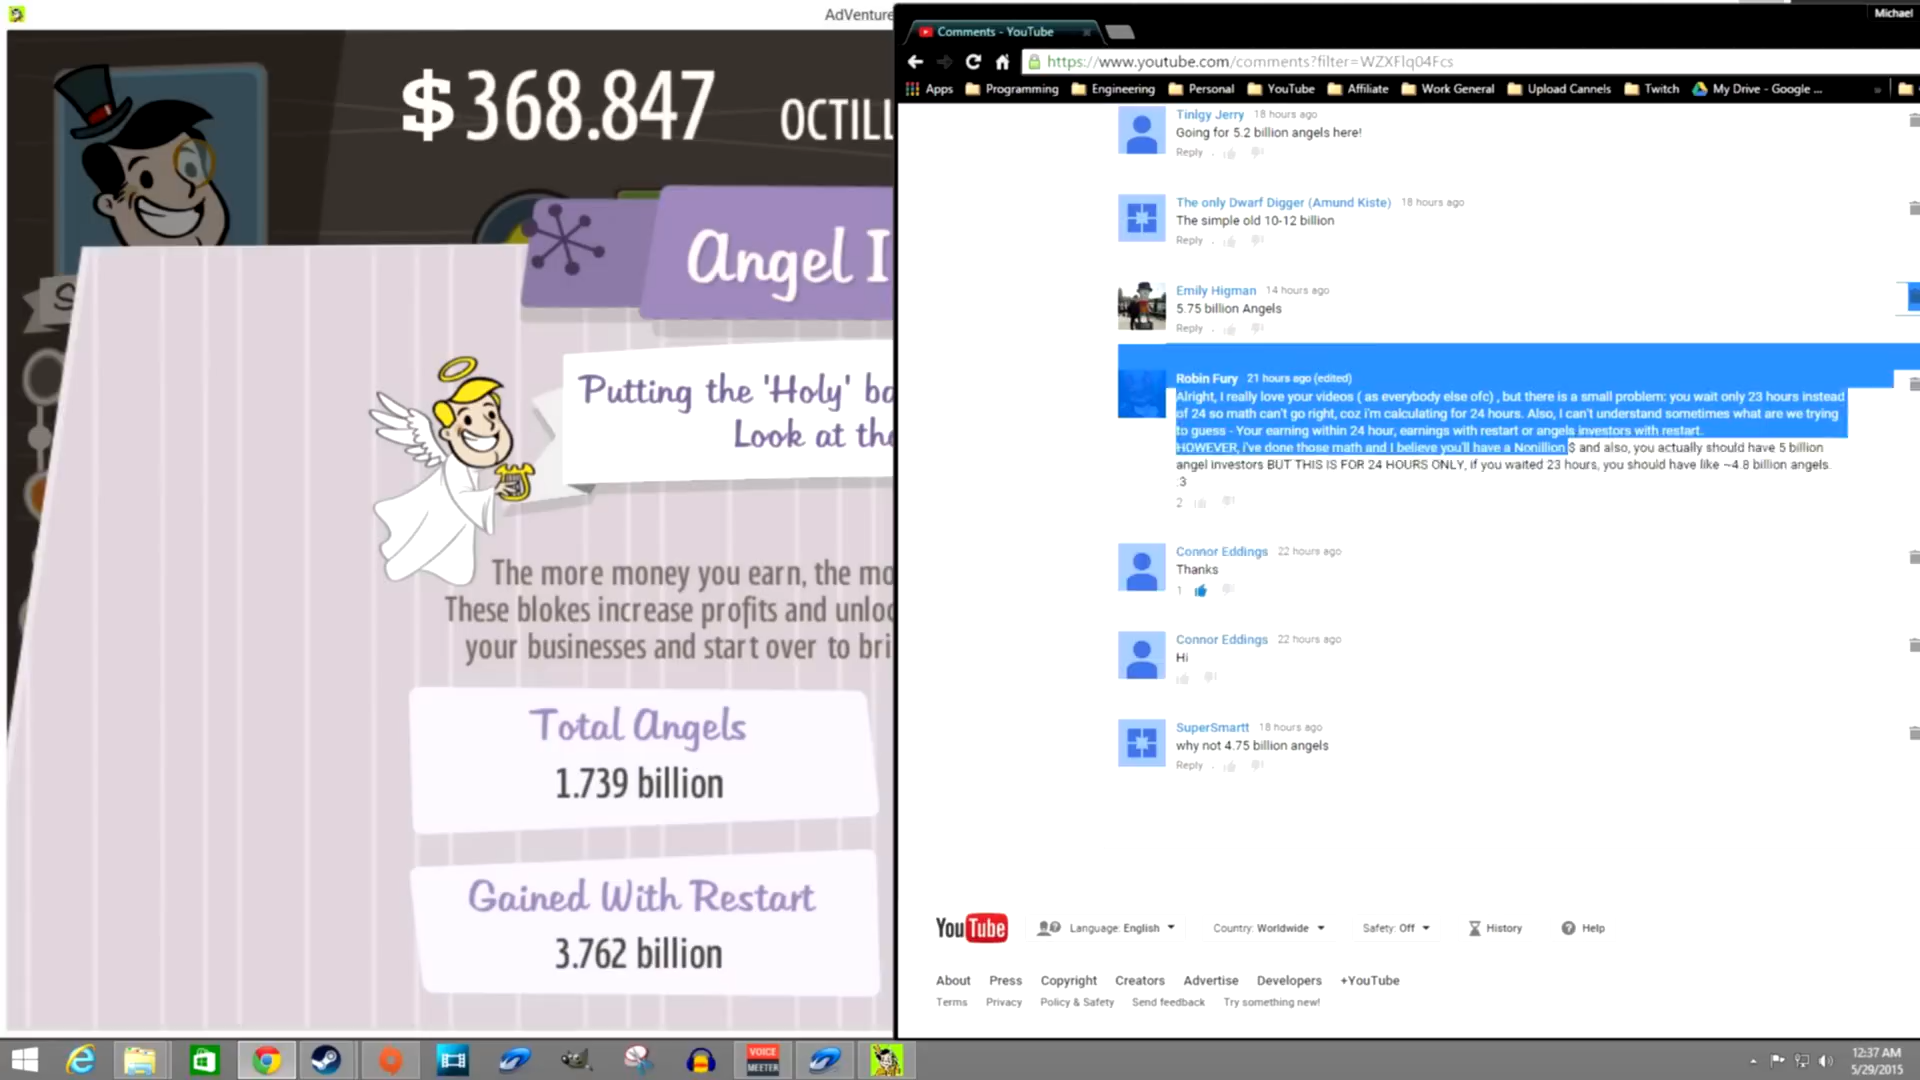 AdVenture
$368.847 OCTILL
Angel I
Putting the 'Holy' ba
Look at the
The more money you earn, the mo
These blokes increase profits and unloc
your businesses and start over to bri
Total Angels
1.739 billion
Gained With Restart
3.762 billion
Michael
Comments - YouTube
https://www.youtube.com/comments?filter=WZXFlq04Fcs
Apps Programming Engineering Personal YouTube Affiliate Work General Upload Cannels Twitch My Drive - Google ... »
Tinlgy Jerry 18 hours ago
Going for 5.2 billion angels here!
Reply
The only Dwarf Digger (Amund Kiste) 18 hours ago
The simple old 10-12 billion
Reply
Emily Higman 14 hours ago
5.75 billion Angels
Reply
Robin Fury 21 hours ago (edited)
Alright, I really love your videos ( as everybody else ofc) , but there is a small problem: you wait only 23 hours instead
of 24 so math can't go right, coz i'm calculating for 24 hours. Also, I can't understand sometimes what are we trying
to guess - Your earning within 24 hour, earnings with restart or angels investors with restart.
HOWEVER, i've done those math and I believe you'll have a Nonillion $ and also, you actually should have 5 billion
angel investors BUT THIS IS FOR 24 HOURS ONLY, if you waited 23 hours, you should have like ~4.8 billion angels.
:3
2
Connor Eddings 22 hours ago
Thanks
1
Connor Eddings 22 hours ago
Hi
SuperSmartt 18 hours ago
why not 4.75 billion angels
Reply
YouTube Language: English Country: Worldwide Safety: Off History Help
About Press Copyright Creators Advertise Developers +YouTube
Terms Privacy Policy & Safety Send feedback Try something new!
VOICE
MEETER
12:37 AM
5/29/2015